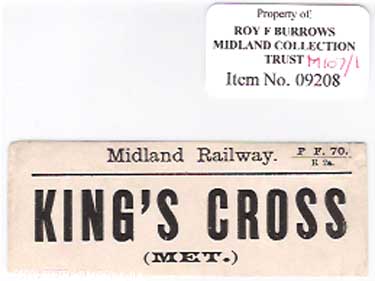 Property of
ROY F BURROWS
MIDLAND COLLECTION
TRUST M107/1
Item No. 09208
Midland Railway. P F. 70.
R 2a.
KING'S CROSS
(MET.)